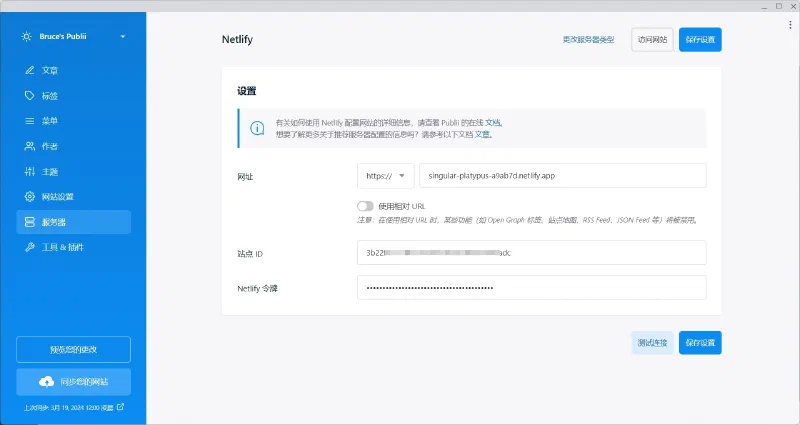 Bruce's Publii
文章
标签
菜单
作者
主题
网站设置
服务器
工具 & 插件
预览您的更改
同步您的网站
上次同步: 3月 19, 2024 12:00 凌晨
Netlify
更改服务器类型
访问网站
保存设置
设置
有关如何使用 Netlify 配置网站的详细信息，请查看 Publii 的在线 文档。
想要了解更多关于推荐服务器配置的信息吗？请参考以下文档 文章。
网址
https://
singular-platypus-a9ab7d.netlify.app
使用相对 URL
注意：在使用相对 URL 时，某些功能（如 Open Graph 标签、站点地图、RSS Feed、JSON Feed 等）将被禁用。
站点 ID
3b22
adc
Netlify 令牌
测试连接
保存设置